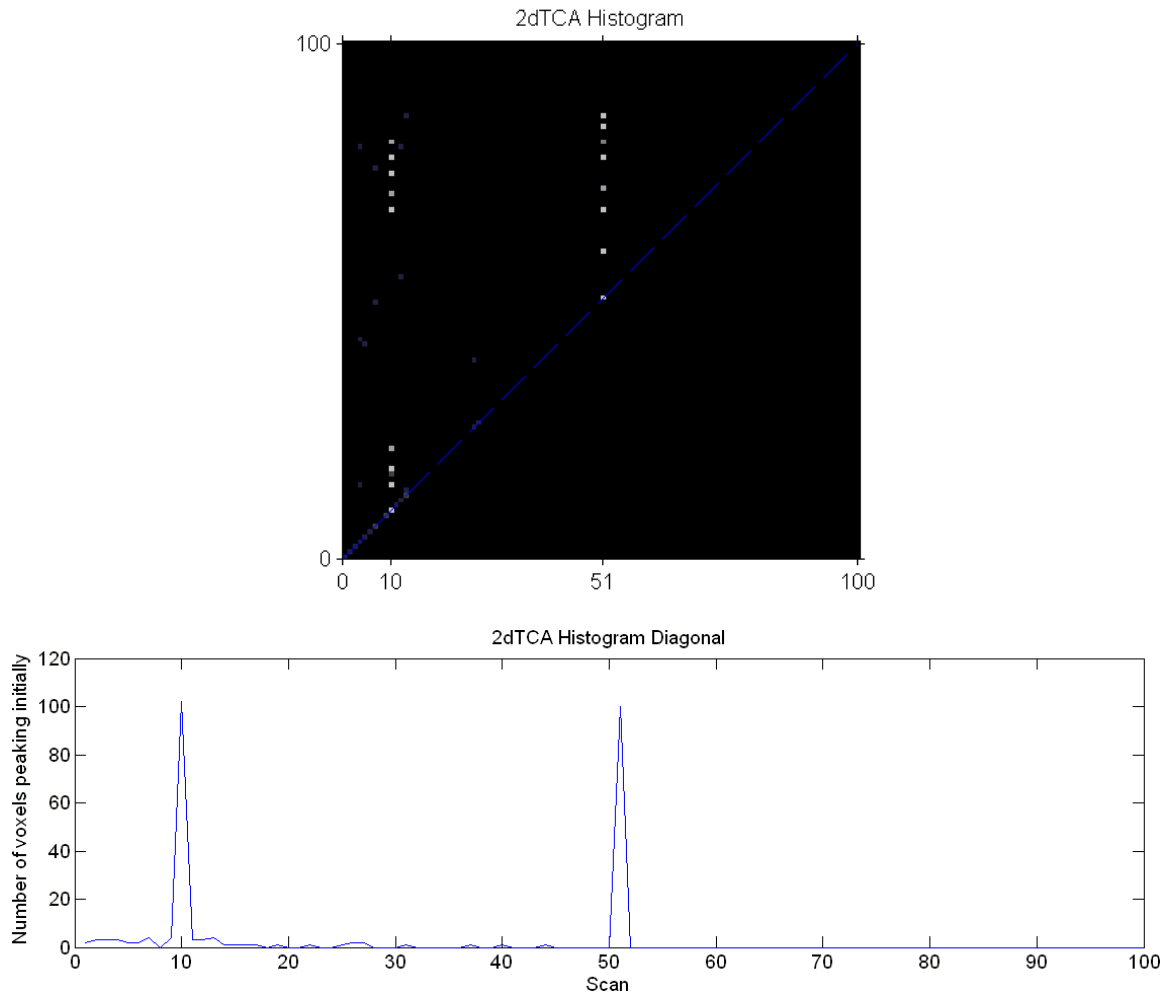 2dTCA Histogram
100
0
0 10 51 100
2dTCA Histogram Diagonal
Number of voxels peaking initially
120
100
80
60
40
20
0
0 10 20 30 40 50 60 70 80 90 100
Scan